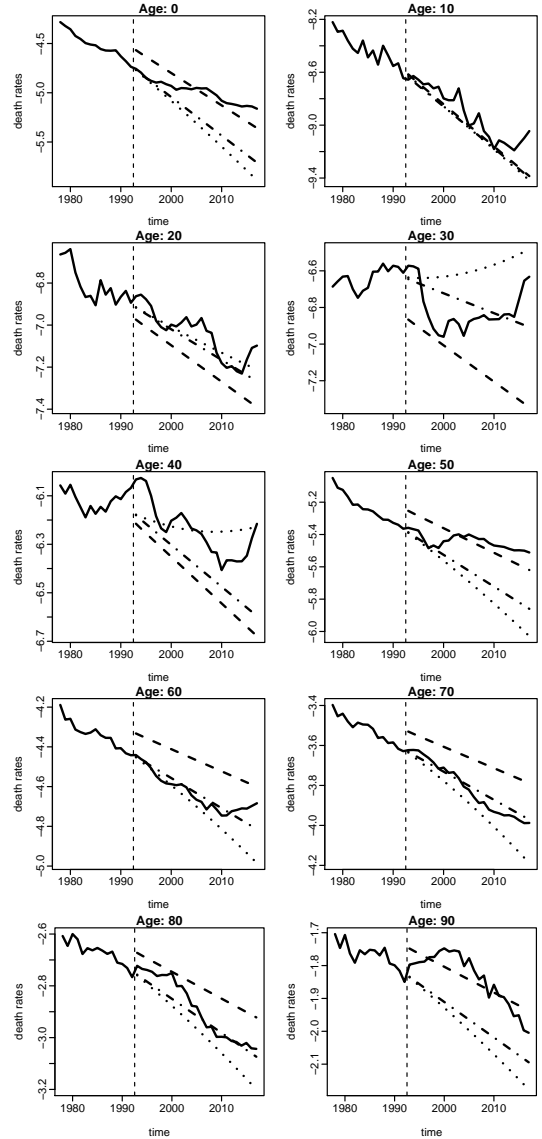 Age: 0
death rates
−4.5
−5.0
−5.5
1980 1990 2000 2010
time
Age: 10
death rates
−8.2
−8.6
−9.0
−9.4
1980 1990 2000 2010
time
Age: 20
death rates
−6.8
−7.0
−7.2
−7.4
1980 1990 2000 2010
time
Age: 30
death rates
−6.6
−6.8
−7.0
−7.2
1980 1990 2000 2010
time
Age: 40
death rates
−6.1
−6.3
−6.5
−6.7
1980 1990 2000 2010
time
Age: 50
death rates
−5.2
−5.4
−5.6
−5.8
−6.0
1980 1990 2000 2010
time
Age: 60
death rates
−4.2
−4.4
−4.6
−4.8
−5.0
1980 1990 2000 2010
time
Age: 70
death rates
−3.4
−3.6
−3.8
−4.0
−4.2
1980 1990 2000 2010
time
Age: 80
death rates
−2.6
−2.8
−3.0
−3.2
1980 1990 2000 2010
time
Age: 90
death rates
−1.7
−1.8
−1.9
−2.0
−2.1
1980 1990 2000 2010
time